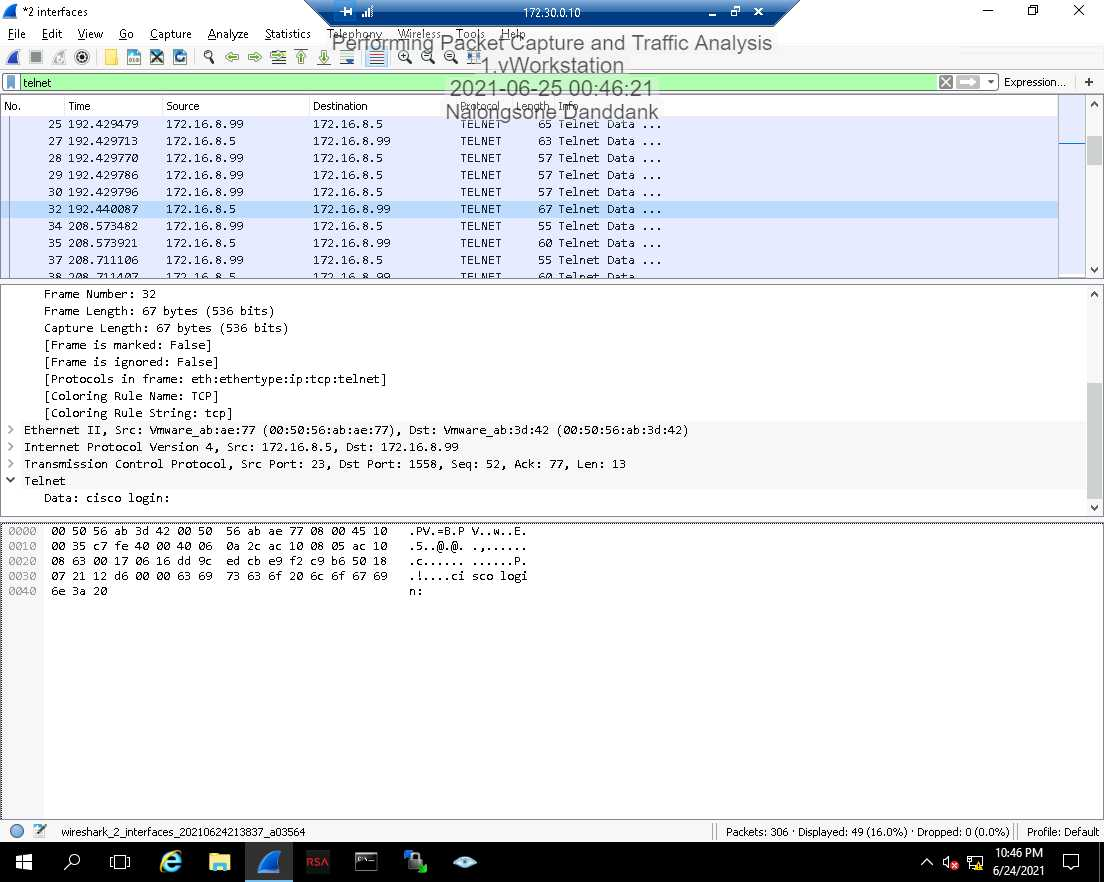 *2 interfaces
172.30.0.10
File Edit View Go Capture Analyze Statistics Telephony Wireless Tools Help
Performing Packet Capture and Traffic Analysis
1.vWorkstation
2021-06-25 00:46:21
Nalongsone Danddank
telnet Expression... +
No. Time Source Destination Protocol Length Info
25 192.429479 172.16.8.99 172.16.8.5 TELNET 65 Telnet Data ...
27 192.429713 172.16.8.5 172.16.8.99 TELNET 63 Telnet Data ...
28 192.429770 172.16.8.99 172.16.8.5 TELNET 57 Telnet Data ...
29 192.429786 172.16.8.99 172.16.8.5 TELNET 57 Telnet Data ...
30 192.429796 172.16.8.99 172.16.8.5 TELNET 57 Telnet Data ...
32 192.440087 172.16.8.5 172.16.8.99 TELNET 67 Telnet Data ...
34 208.573482 172.16.8.99 172.16.8.5 TELNET 55 Telnet Data ...
35 208.573921 172.16.8.5 172.16.8.99 TELNET 60 Telnet Data ...
37 208.711106 172.16.8.99 172.16.8.5 TELNET 55 Telnet Data ...
38 208.711407 172.16.8.5 172.16.8.99 TELNET 60 Telnet Data
Frame Number: 32
Frame Length: 67 bytes (536 bits)
Capture Length: 67 bytes (536 bits)
[Frame is marked: False]
[Frame is ignored: False]
[Protocols in frame: eth:ethertype:ip:tcp:telnet]
[Coloring Rule Name: TCP]
[Coloring Rule String: tcp]
Ethernet II, Src: Vmware_ab:ae:77 (00:50:56:ab:ae:77), Dst: Vmware_ab:3d:42 (00:50:56:ab:3d:42)
Internet Protocol Version 4, Src: 172.16.8.5, Dst: 172.16.8.99
Transmission Control Protocol, Src Port: 23, Dst Port: 1558, Seq: 52, Ack: 77, Len: 13
Telnet
Data: cisco login:
0000 00 50 56 ab 3d 42 00 50 56 ab ae 77 08 00 45 10 .PV.=B.P V..w..E.
0010 00 35 c7 fe 40 00 40 06 0a 2c ac 10 08 05 ac 10 .5..@.@. .,......
0020 08 63 00 17 06 16 dd 9c ed cb e9 f2 c9 b6 50 18 .c...... ......P.
0030 07 21 12 d6 00 00 63 69 73 63 6f 20 6c 6f 67 69 .!....ci sco logi
0040 6e 3a 20 n:
wireshark_2_interfaces_20210624213837_a03564 Packets: 306 · Displayed: 49 (16.0%) · Dropped: 0 (0.0%) Profile: Default
RSA
10:46 PM
6/24/2021